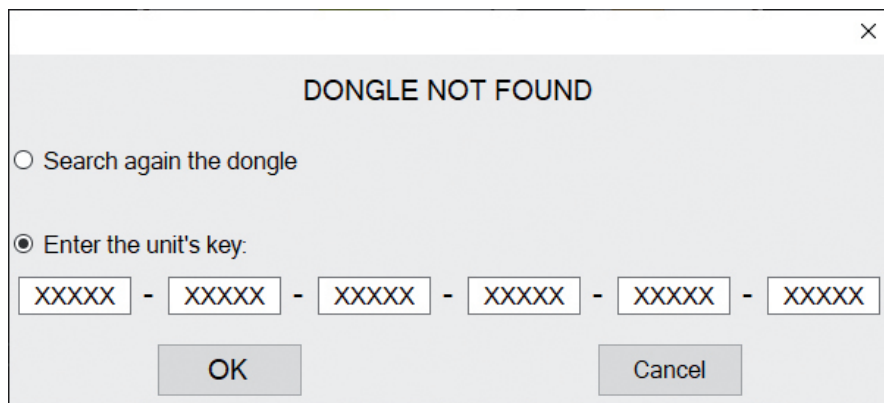 DONGLE NOT FOUND
Search again the dongle
Enter the unit's key:
XXXXX - XXXXX - XXXXX - XXXXX - XXXXX - XXXXX
OK Cancel